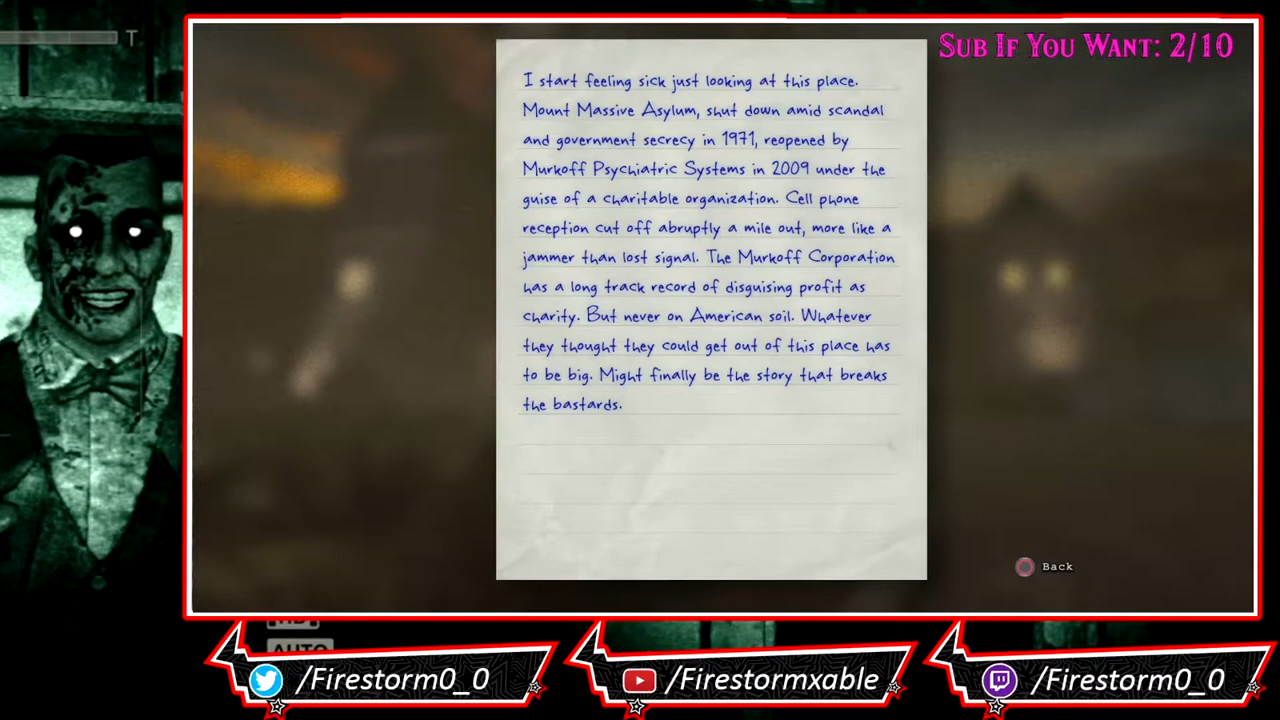 T
SUB IF YOU WANT: 2/10
I start feeling sick just looking at this place.
Mount Massive Asylum, shut down amid scandal
and government secrecy in 1971, reopened by
Murkoff Psychiatric Systems in 2009 under the
guise of a charitable organization. Cell phone
reception cut off abruptly a mile out, more like a
jammer than lost signal. The Murkoff Corporation
has a long track record of disguising profit as
charity. But never on American soil. Whatever
they thought they could get out of this place has
to be big. Might finally be the story that breaks
the bastards.
Back
AUTO
/Firestorm0_0
/Firestormxable
/Firestorm0_0